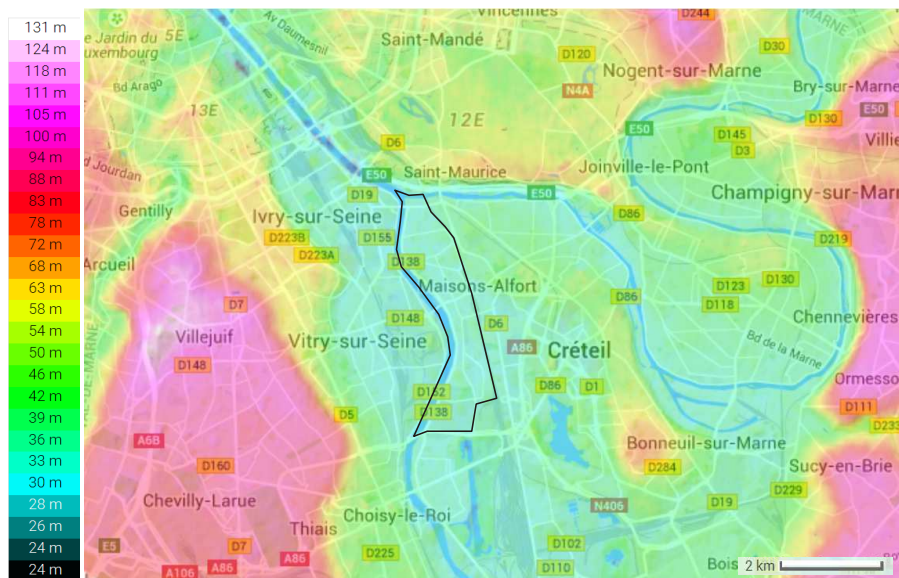 131 m
124 m
118 m
111 m
105 m
100 m
94 m
88 m
83 m
78 m
72 m
68 m
63 m
58 m
54 m
50 m
46 m
42 m
39 m
36 m
33 m
30 m
28 m
26 m
24 m
24 m
Vincennes
D244
MARNE
Av Daumesnil
5E
e Jardin du
uxembourg
Saint-Mandé
D120
D30
Nogent-sur-Marne
Bd Arago
N4A
Bry-sur-Marne
13E
12E
E50
D130
E50
D145
D6
D3
Villie
d Jourdan
E50
Saint-Maurice
Joinville-le-Pont
D19
E50
Champigny-sur-Marn
Gentilly
Ivry-sur-Seine
D86
D223B
D155
D219
D223A
Arcueil
D138
Maisons-Alfort
D123
D130
D7
D86
D118
D148
D6
Chennevières
Villejuif
Vitry-sur-Seine
A86
Créteil
Bd de la Marne
D148
Ormesso
VAL-DE-MARNE
D152
D86
D1
D5
D138
D111
D233
A6B
Bonneuil-sur-Marne
D160
D284
Sucy-en-Brie
D229
Chevilly-Larue
N406
D19
Thiais
Choisy-le-Roi
E5
D7
A86
D225
D102
A106
A86
D110
Bois
2 km